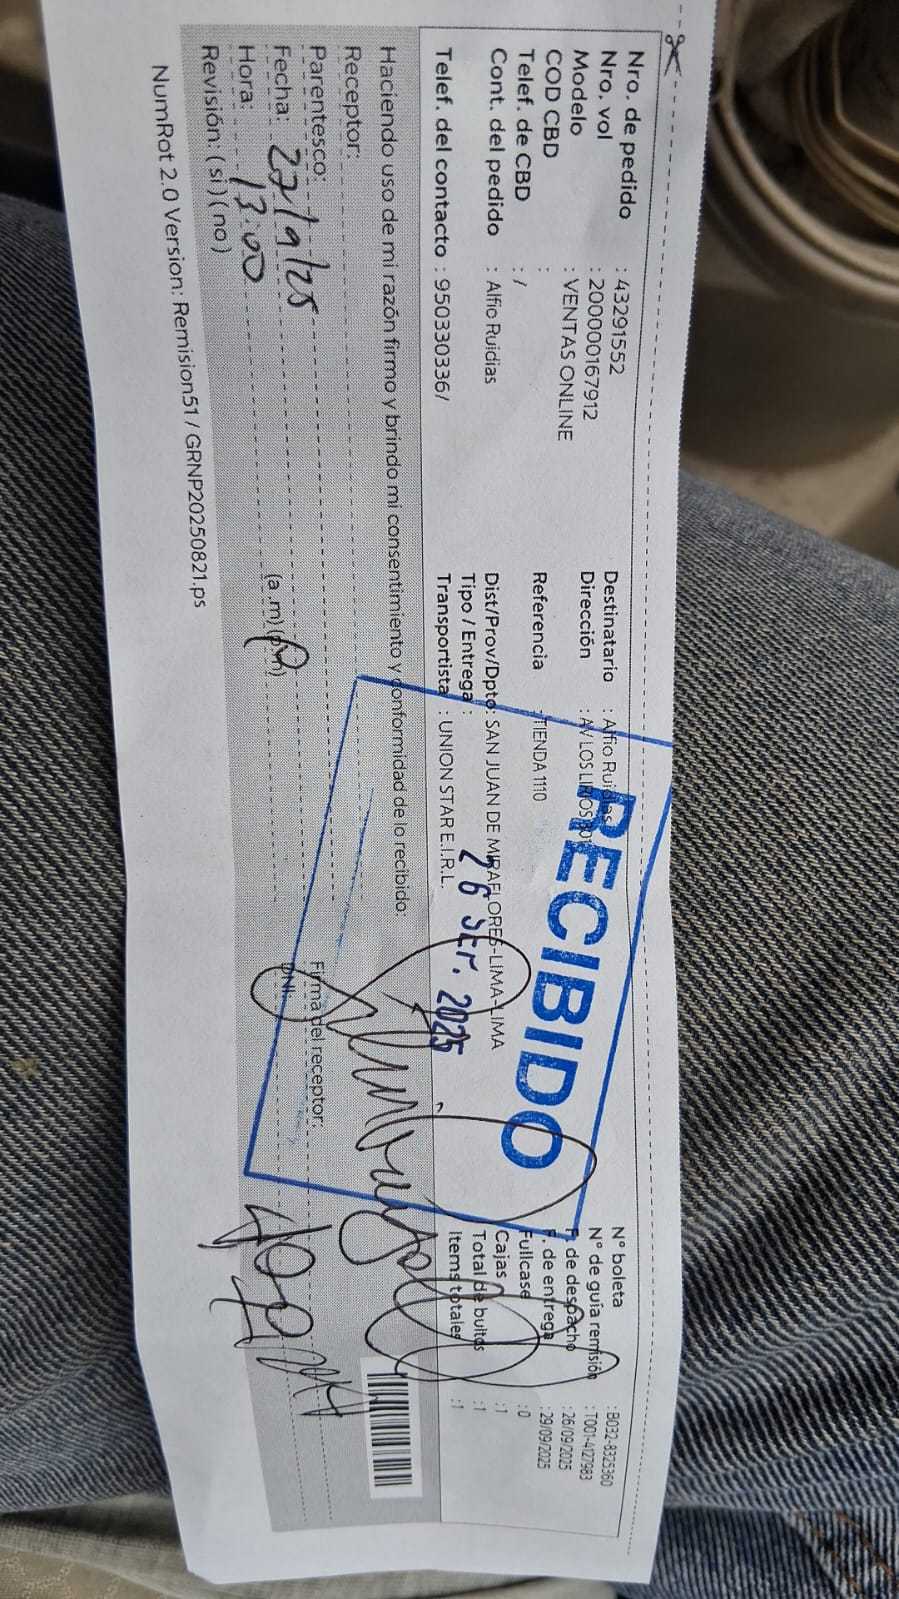 Nro. de pedido : 43291552
Nro. vol : 200000167912
Modelo : VENTAS ONLINE
COD CBD :
Telef. de CBD : /
Cont. del pedido : Alfio Ruidias
Telef. del contacto : 950330336/
Destinatario : Alfio Ruidias
Dirección : AV LOS LIRIOS 301
Referencia : TIENDA 1110
Dist/Prov/Dpto: SAN JUAN DE MIRAFLORES-LIMA-LIMA
Tipo / Entrega :
Transportista : UNION STAR E.I.R.L.
N° boleta : B032-8325360
N° de guía remisión : T001-4127983
F. de despacho : 26/09/2025
F. de entrega : 29/09/2025
Fullcase : 0
Cajas : 1
Total de bultos : 1
Items totales : 1
RECIBIDO
26 SET. 2025
Haciendo uso de mi razón firmo y brindo mi consentimiento y conformidad de lo recibido:
Receptor:
Parentesco:
Fecha: 27/9/25
Hora: 13:00 (a.m) (p.m)
Revisión: ( si ) ( no )
Firma del receptor:
DNI:
NumRot 2.0 Version: Remision51 / GRNP20250821.ps